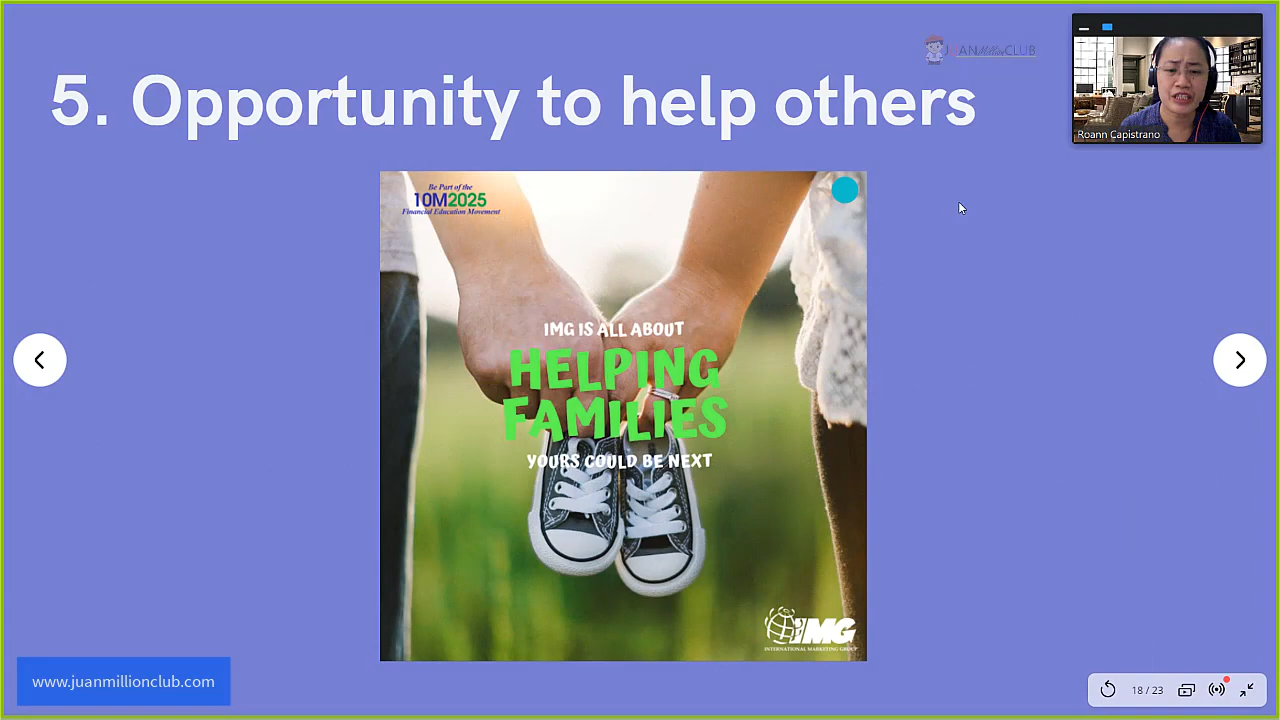 JUANMillionCLUB
5. Opportunity to help others
Roann Capistrano
Be Part of the
10M2025
Financial Education Movement
IMG IS ALL ABOUT
HELPING
FAMILIES
YOURS COULD BE NEXT
IMG
INTERNATIONAL MARKETING GROUP
www.juanmillionclub.com
18 / 23